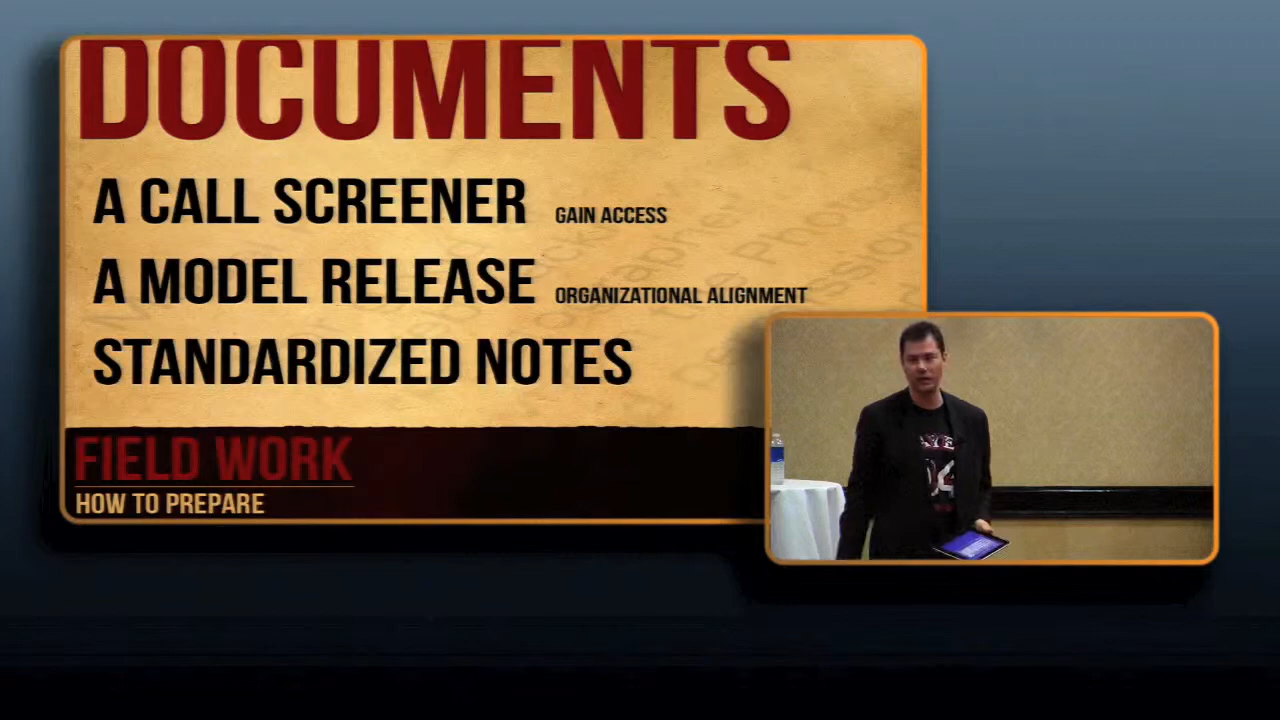 DOCUMENTS
A CALL SCREENER GAIN ACCESS
A MODEL RELEASE ORGANIZATIONAL ALIGNMENT
STANDARDIZED NOTES
FIELD WORK
HOW TO PREPARE